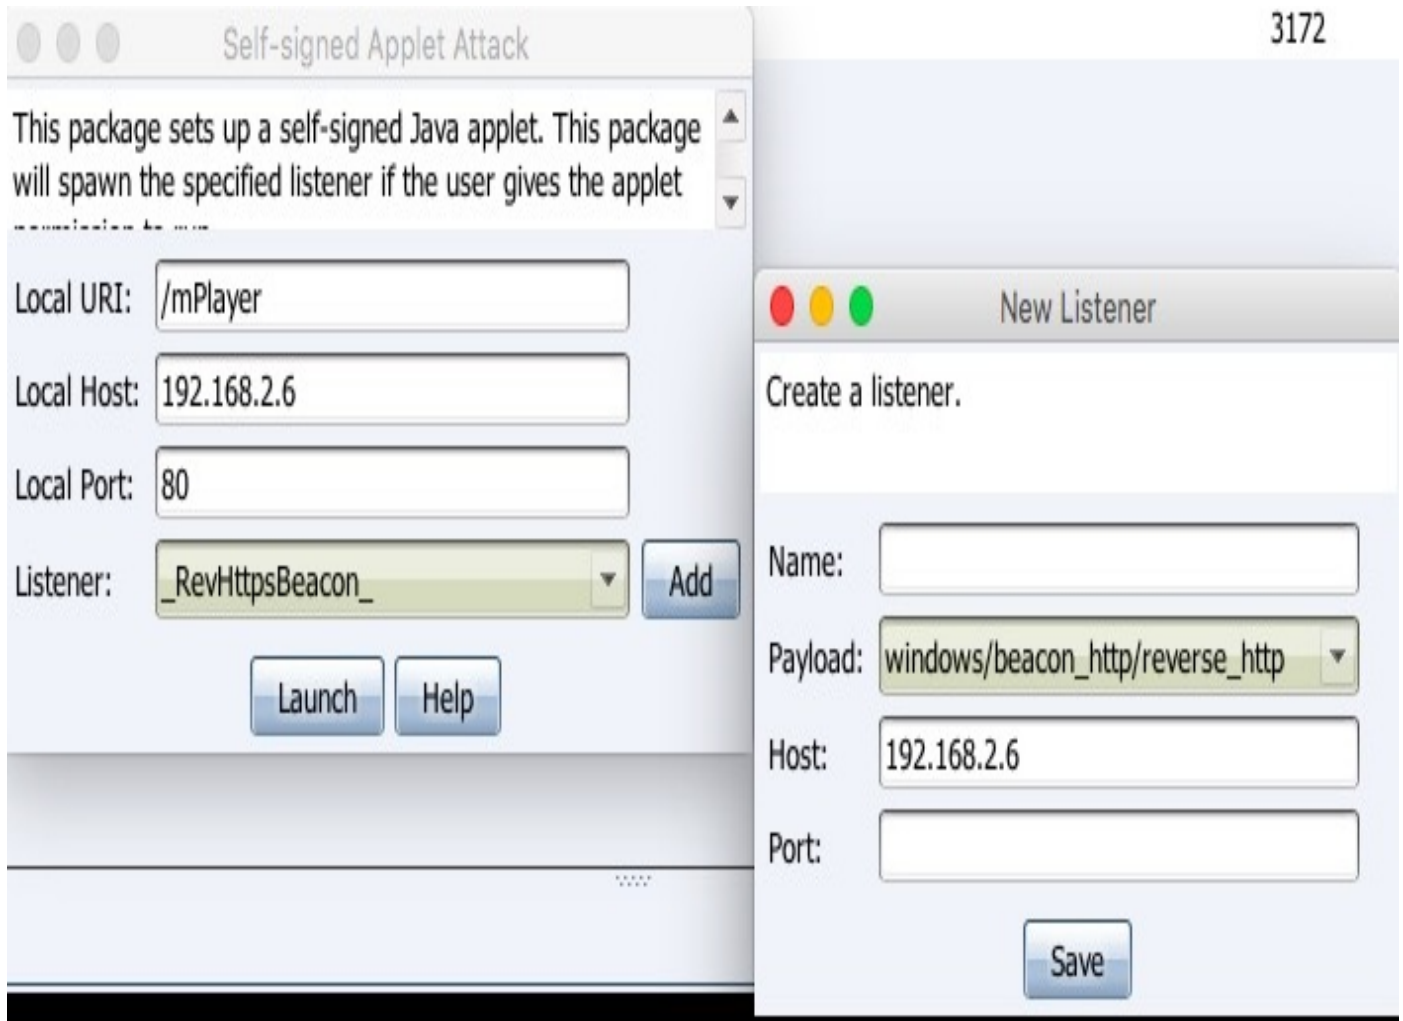 Self-signed Applet Attack
This package sets up a self-signed Java applet. This package
will spawn the specified listener if the user gives the applet
Local URI: /mPlayer
Local Host: 192.168.2.6
Local Port: 80
Listener: _RevHttpsBeacon_ Add
Launch Help
3172
New Listener
Create a listener.
Name:
Payload: windows/beacon_http/reverse_http
Host: 192.168.2.6
Port:
Save